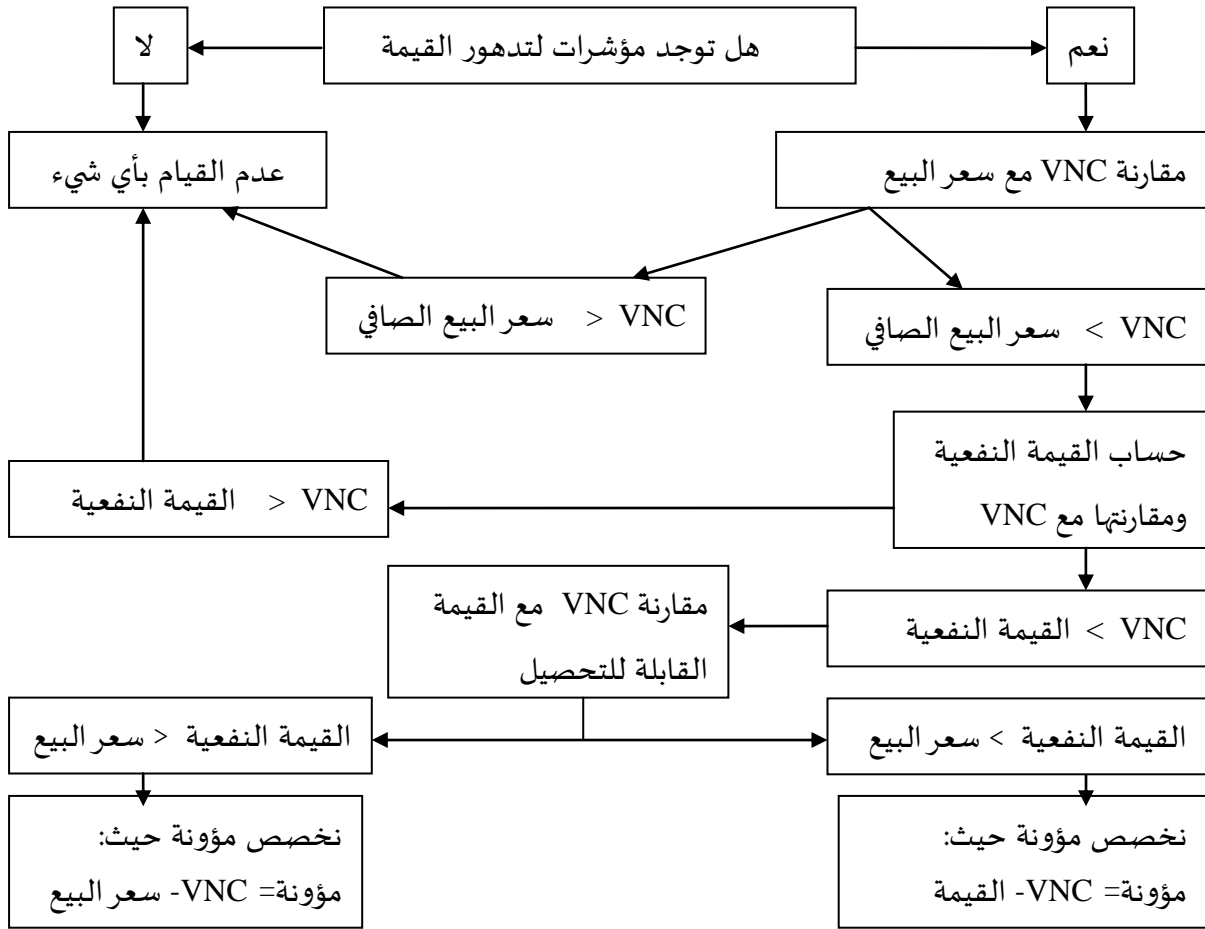 هل توجد مؤشرات لتدهور القيمة
نعم
لا
مقارنة VNC مع سعر البيع
عدم القيام بأي شيء
VNC < سعر البيع الصافي
VNC > سعر البيع الصافي
حساب القيمة النفعية
ومقارنتها مع VNC
VNC < القيمة النفعية
VNC > القيمة النفعية
مقارنة VNC مع القيمة
القابلة للتحصيل
القيمة النفعية > سعر البيع
القيمة النفعية < سعر البيع
نخصص مؤونة حيث:
مؤونة= VNC- القيمة
نخصص مؤونة حيث:
مؤونة= VNC- سعر البيع